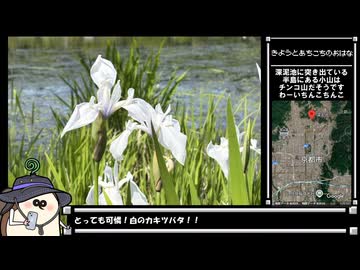 きようとあちこちのおはな
深泥池に突き出ている
半島にある小山は
チンコ山だそうです
わーいちんこちんこ
京都市
Google
とっても可憐！白のカキツバタ！！